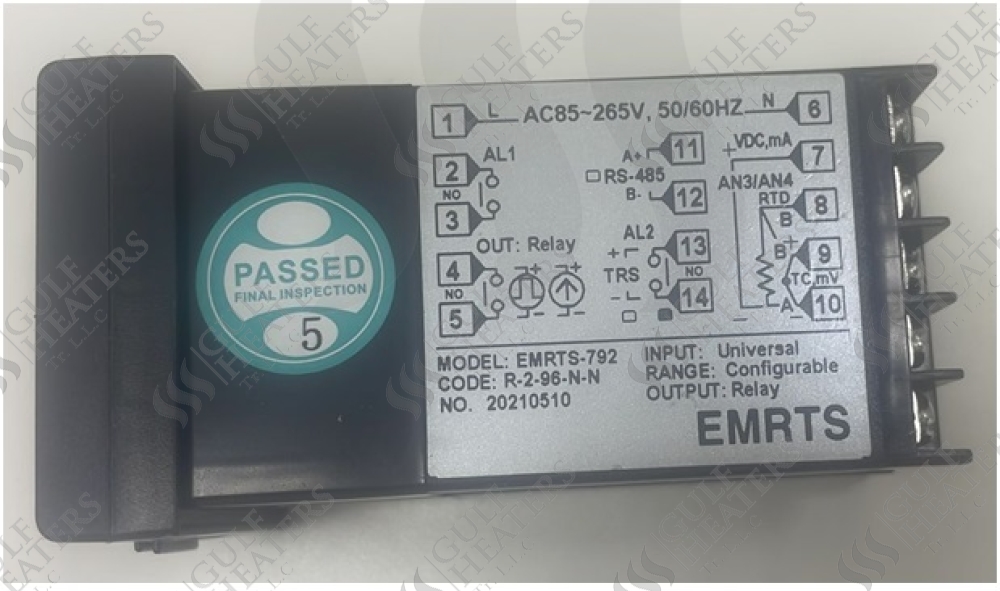 PASSED
FINAL INSPECTION
5
1 L AC85~265V, 50/60HZ N 6
2 AL1
NO
3
A+ 11
RS-485
B- 12
+ VDC,mA 7
AN3/AN4
RTD 8
B
B + 9
TC,mV
A - 10
OUT: Relay
4
NO
5
- +
- +
AL2
+ 13
TRS NO
- 14
MODEL: EMRTS-792
CODE: R-2-96-N-N
NO. 20210510
INPUT: Universal
RANGE: Configurable
OUTPUT: Relay
EMRTS
GULF
HEATERS
Tr. L.L.C